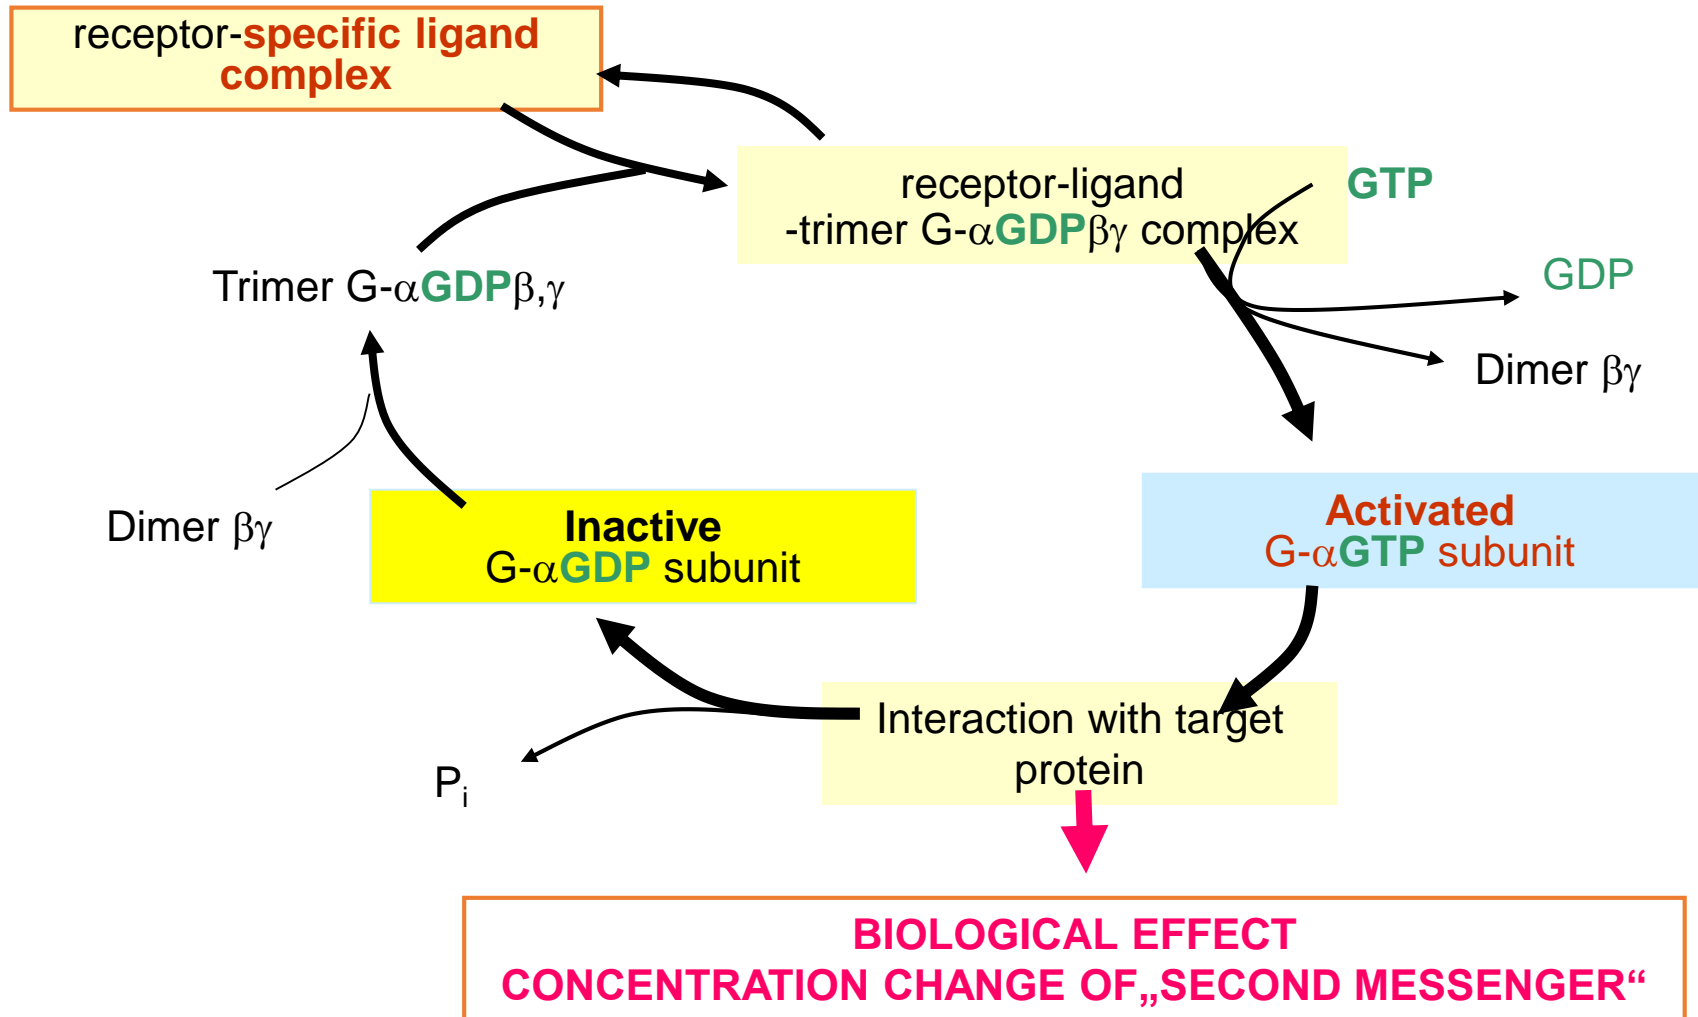 receptor-specific ligand
complex
receptor-ligand
-trimer G-αGDPβγ complex
GTP
GDP
Trimer G-αGDPβ,γ
Dimer βγ
Dimer βγ
Inactive
G-αGDP subunit
Activated
G-αGTP subunit
Interaction with target
protein
Pi
BIOLOGICAL EFFECT
CONCENTRATION CHANGE OF„SECOND MESSENGER“